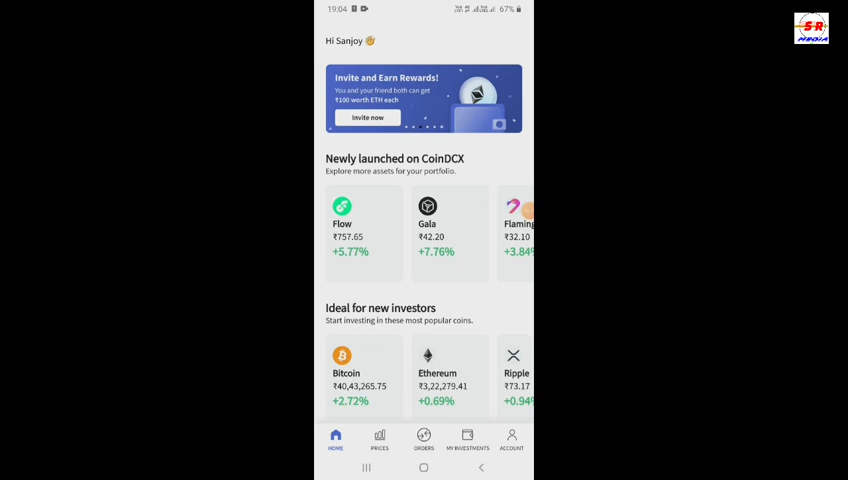 19:04
67%
SR
MEDIA
Hi Sanjoy
Invite and Earn Rewards!
You and your friend both can get
₹100 worth ETH each
Invite now
Newly launched on CoinDCX
Explore more assets for your portfolio.
Flow
₹757.65
+5.77%
Gala
₹42.20
+7.76%
Flaming
₹32.10
+3.84%
Ideal for new investors
Start investing in these most popular coins.
Bitcoin
₹40,43,265.75
+2.72%
Ethereum
₹3,22,279.41
+0.69%
Ripple
₹73.17
+0.94%
HOME
PRICES
ORDERS
MY INVESTMENTS
ACCOUNT